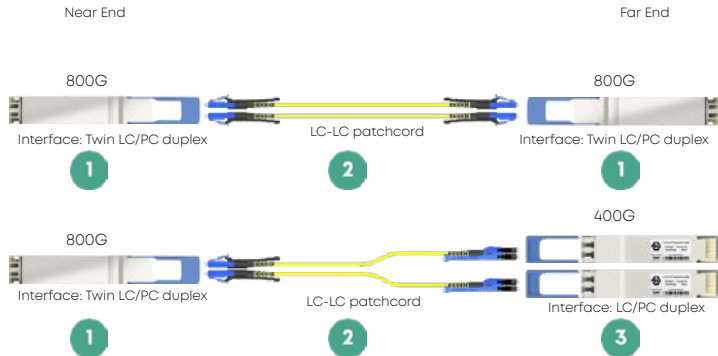 Near End
Far End
800G
800G
LC-LC patchcord
Interface: Twin LC/PC duplex
Interface: Twin LC/PC duplex
1
2
1
400G
800G
Interface: Twin LC/PC duplex
LC-LC patchcord
Interface: LC/PC duplex
1
2
3